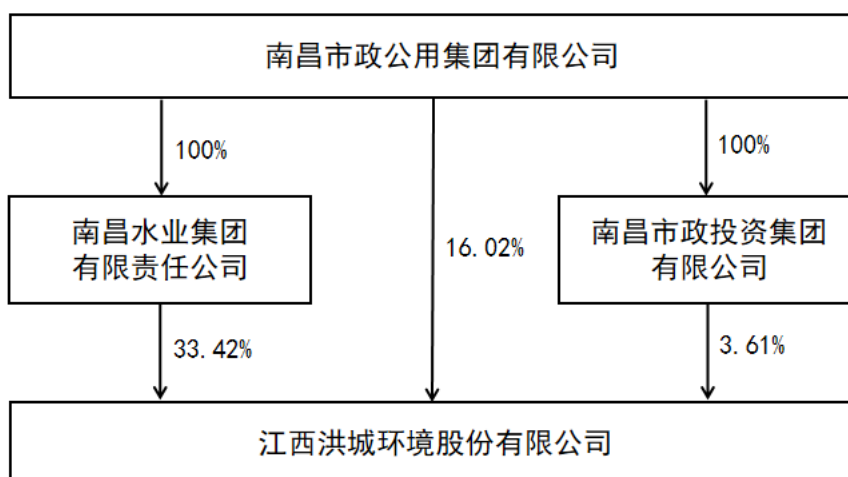 南昌市政公用集团有限公司
100%
100%
南昌水业集团
有限责任公司
16.02%
南昌市政投资集团
有限公司
33.42%
3.61%
江西洪城环境股份有限公司